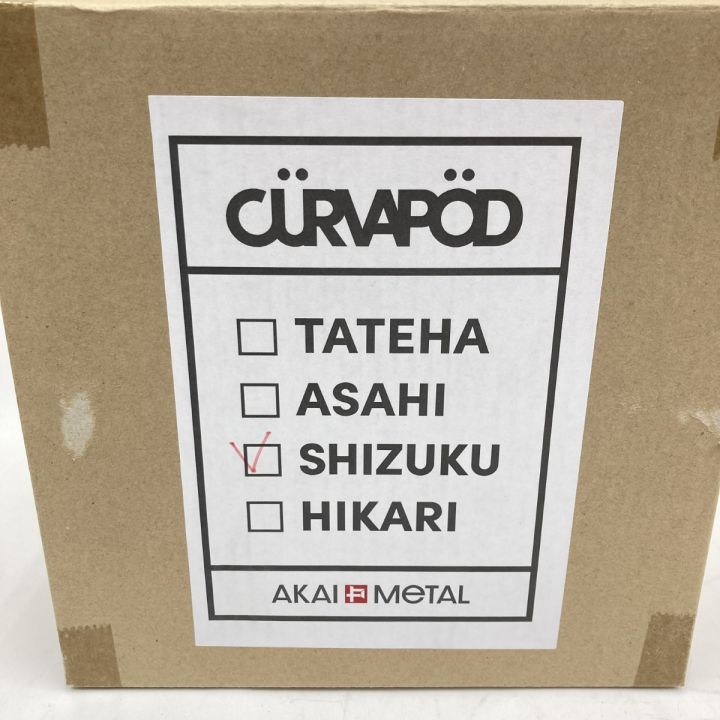 CÜRVAPÖD
TATEHA
ASAHI
SHIZUKU
HIKARI
AKAI METAL